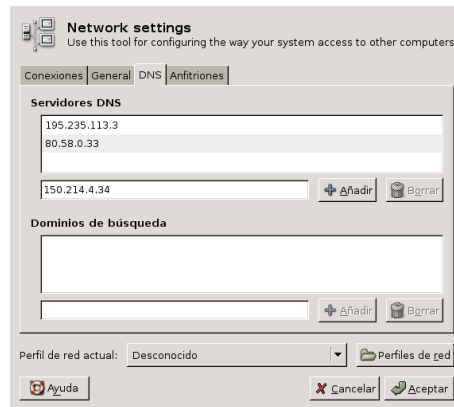 Network settings
Use this tool for configuring the way your system access to other computers
Conexiones General DNS Anfitriones
Servidores DNS
195.235.113.3
80.58.0.33
150.214.4.34 Añadir Borrar
Dominios de búsqueda
Añadir Borrar
Perfil de red actual: Desconocido Perfiles de red
Ayuda Cancelar Aceptar